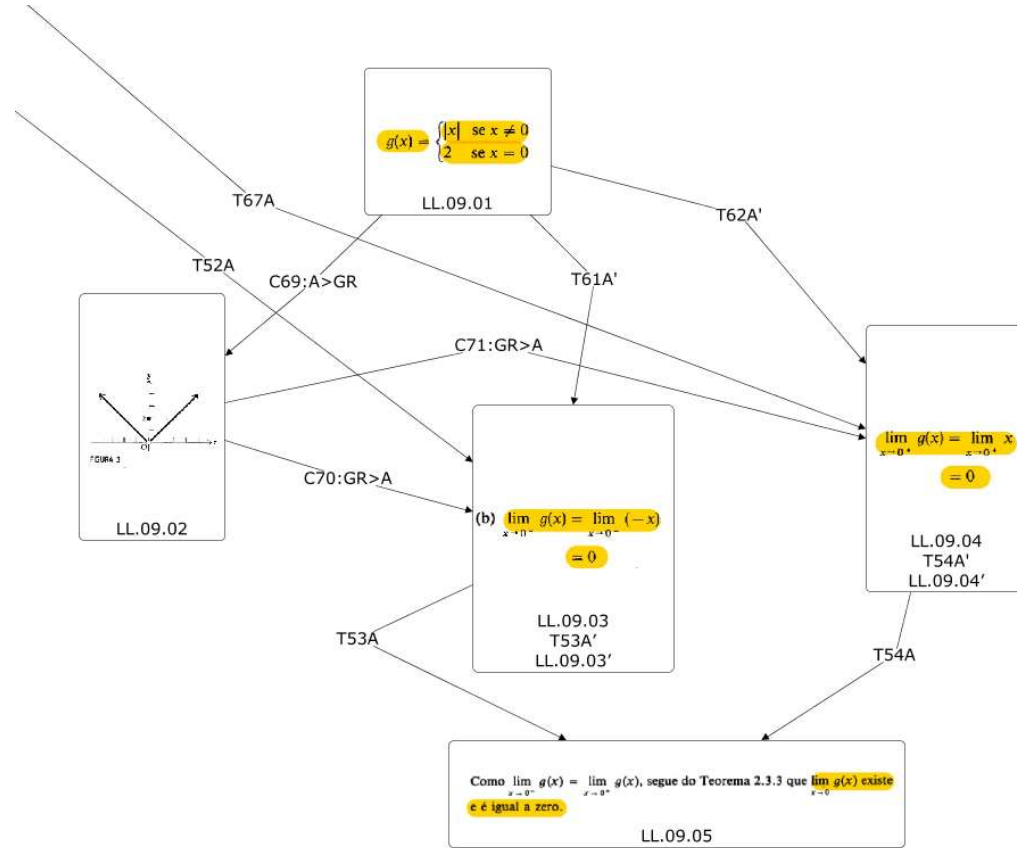 g(x) = { |x| se x ≠ 0
2 se x = 0
LL.09.01
T67A
T62A'
T52A
C69:A>GR
T61A'
C71:GR>A
FIGURA 3
LL.09.02
C70:GR>A
(b) lim g(x) = lim (−x)
x→0⁻ x→0⁻
= 0
LL.09.03
T53A′
LL.09.03′
lim g(x) = lim x
x→0⁺ x→0⁺
= 0
LL.09.04
T54A'
LL.09.04′
T53A
T54A
Como lim g(x) = lim g(x), segue do Teorema 2.3.3 que lim g(x) existe
x→0⁻ x→0⁺ x→0
e é igual a zero.
LL.09.05